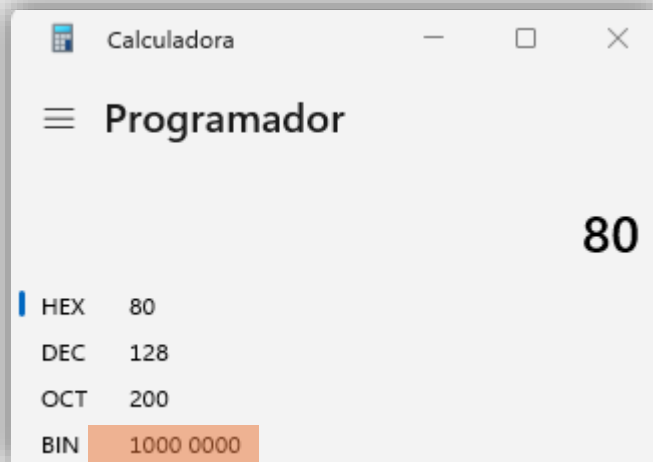 Calculadora
Programador
80
HEX 80
DEC 128
OCT 200
BIN 1000 0000